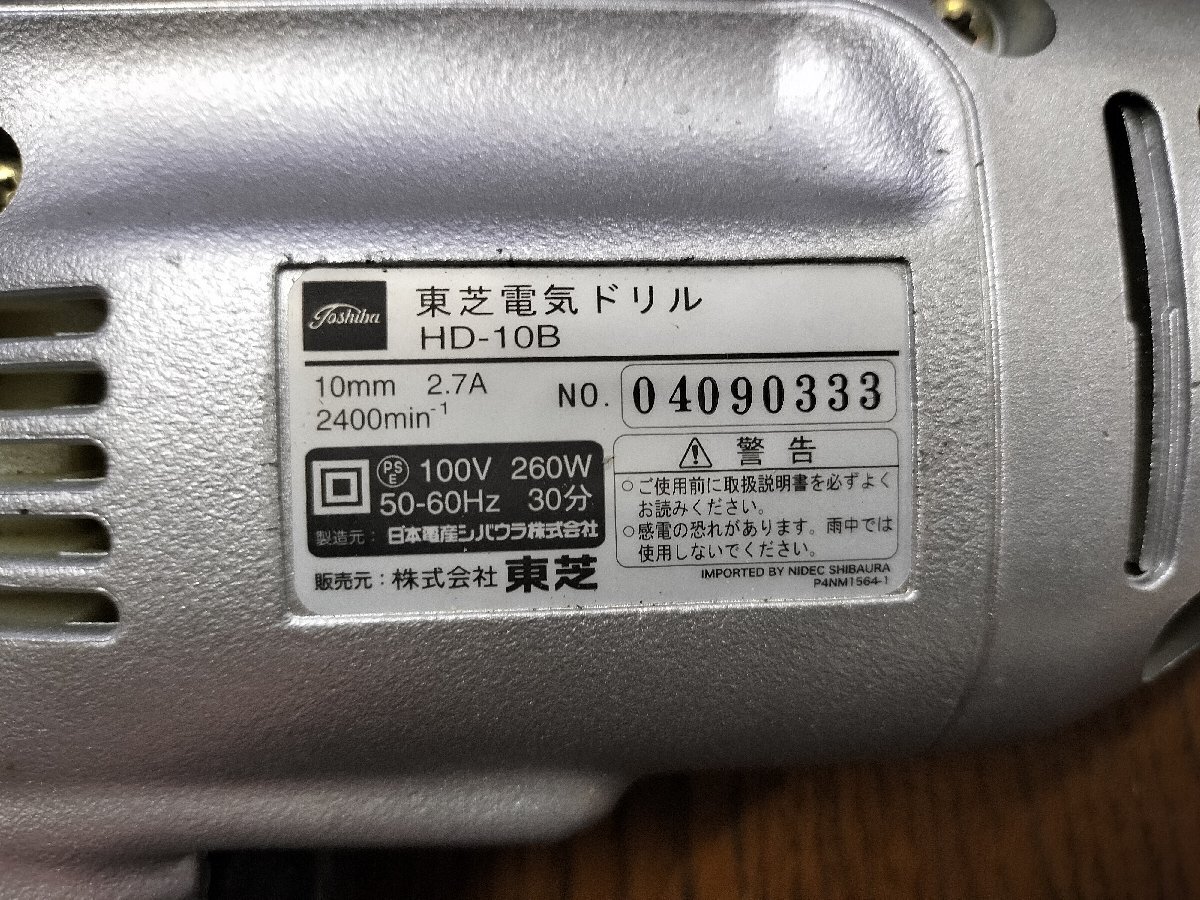 Toshiba
東芝電気ドリル
HD-10B
10mm 2.7A
2400min-1
NO. 04090333
PS
E
100V 260W
50-60Hz 30分
製造元: 日本電産シバウラ株式会社
販売元: 株式会社 東芝
警告
○ご使用前に取扱説明書を必ずよく
お読みください。
○感電の恐れがあります。雨中では
使用しないでください。
IMPORTED BY NIDEC SHIBAURA
P4NM1564-1